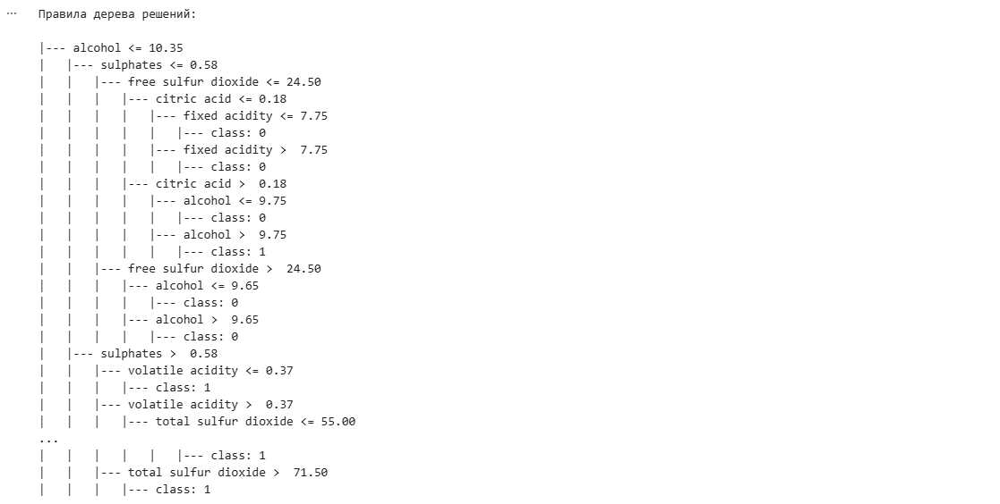 ...
Правила дерева решений:
|--- alcohol <= 10.35
|   |--- sulphates <= 0.58
|   |   |--- free sulfur dioxide <= 24.50
|   |   |   |--- citric acid <= 0.18
|   |   |   |   |--- fixed acidity <= 7.75
|   |   |   |   |   |--- class: 0
|   |   |   |   |--- fixed acidity >  7.75
|   |   |   |   |   |--- class: 0
|   |   |   |--- citric acid >  0.18
|   |   |   |   |--- alcohol <= 9.75
|   |   |   |   |   |--- class: 0
|   |   |   |   |--- alcohol >  9.75
|   |   |   |   |   |--- class: 1
|   |   |--- free sulfur dioxide >  24.50
|   |   |   |--- alcohol <= 9.65
|   |   |   |   |--- class: 0
|   |   |   |--- alcohol >  9.65
|   |   |   |   |--- class: 0
|   |--- sulphates >  0.58
|   |   |--- volatile acidity <= 0.37
|   |   |   |--- class: 1
|   |   |--- volatile acidity >  0.37
|   |   |   |--- total sulfur dioxide <= 55.00
...
|   |   |   |   |   |--- class: 1
|   |   |--- total sulfur dioxide >  71.50
|   |   |   |--- class: 1